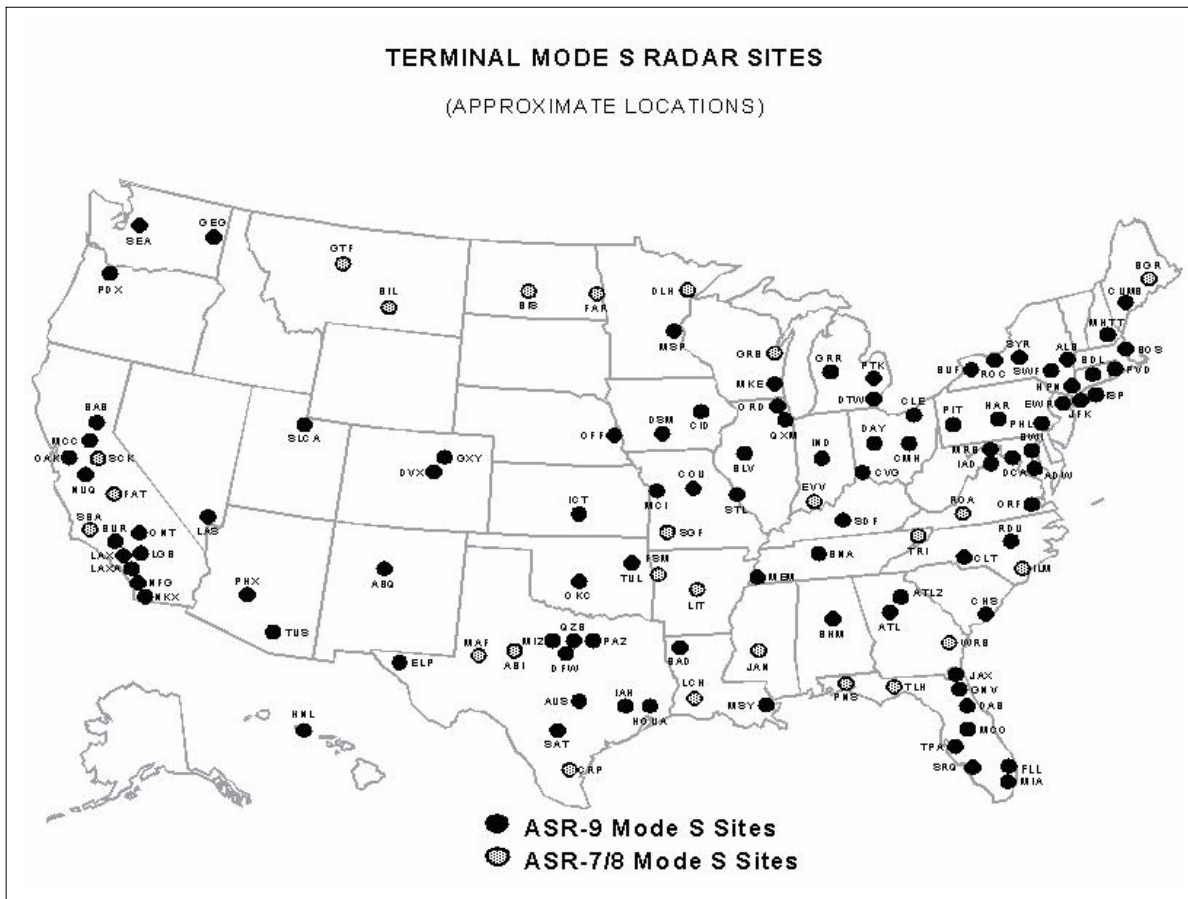 TERMINAL MODE S RADAR SITES
(APPROXIMATE LOCATIONS)
SEA
GEG
PDX
GTF
BIL
BIS
FAR
DLH
MSP
GRB
MKE
GRR
PTK
DTW
BGR
CUMB
MHTT
BOS
ALB
SYR
ROC
BUF
SWF
BDL
PVD
HPN
ISP
JFK
EWR
PHL
HAR
PIT
CLE
ORD
QXM
CID
DSM
OFF
BAB
MCC
OAK
SCK
NUQ
FAT
SLCA
GXY
DVX
DAY
CMH
IND
CVG
BLV
STL
COU
MCI
MRB
IAD
BWI
DCA
ADW
SBA
BUR
ONT
LAX
LGB
LAXA
NFG
NKX
LAS
ICT
SGF
EVV
SDF
ROA
ORF
RDU
TRI
CLT
ILM
PHX
TUS
ABQ
ELP
OKC
TUL
FSM
LIT
MEM
BNA
BHM
ATLZ
ATL
CHS
WRB
MAF
ABI
MIZ
QZB
PAZ
DFW
BAD
JAN
LCH
MSY
PNS
TLH
JAX
GNV
DAB
MCO
TPA
SRQ
FLL
MIA
AUS
IAH
HOUA
SAT
CRP
HNL
ASR-9 Mode S Sites
ASR-7/8 Mode S Sites